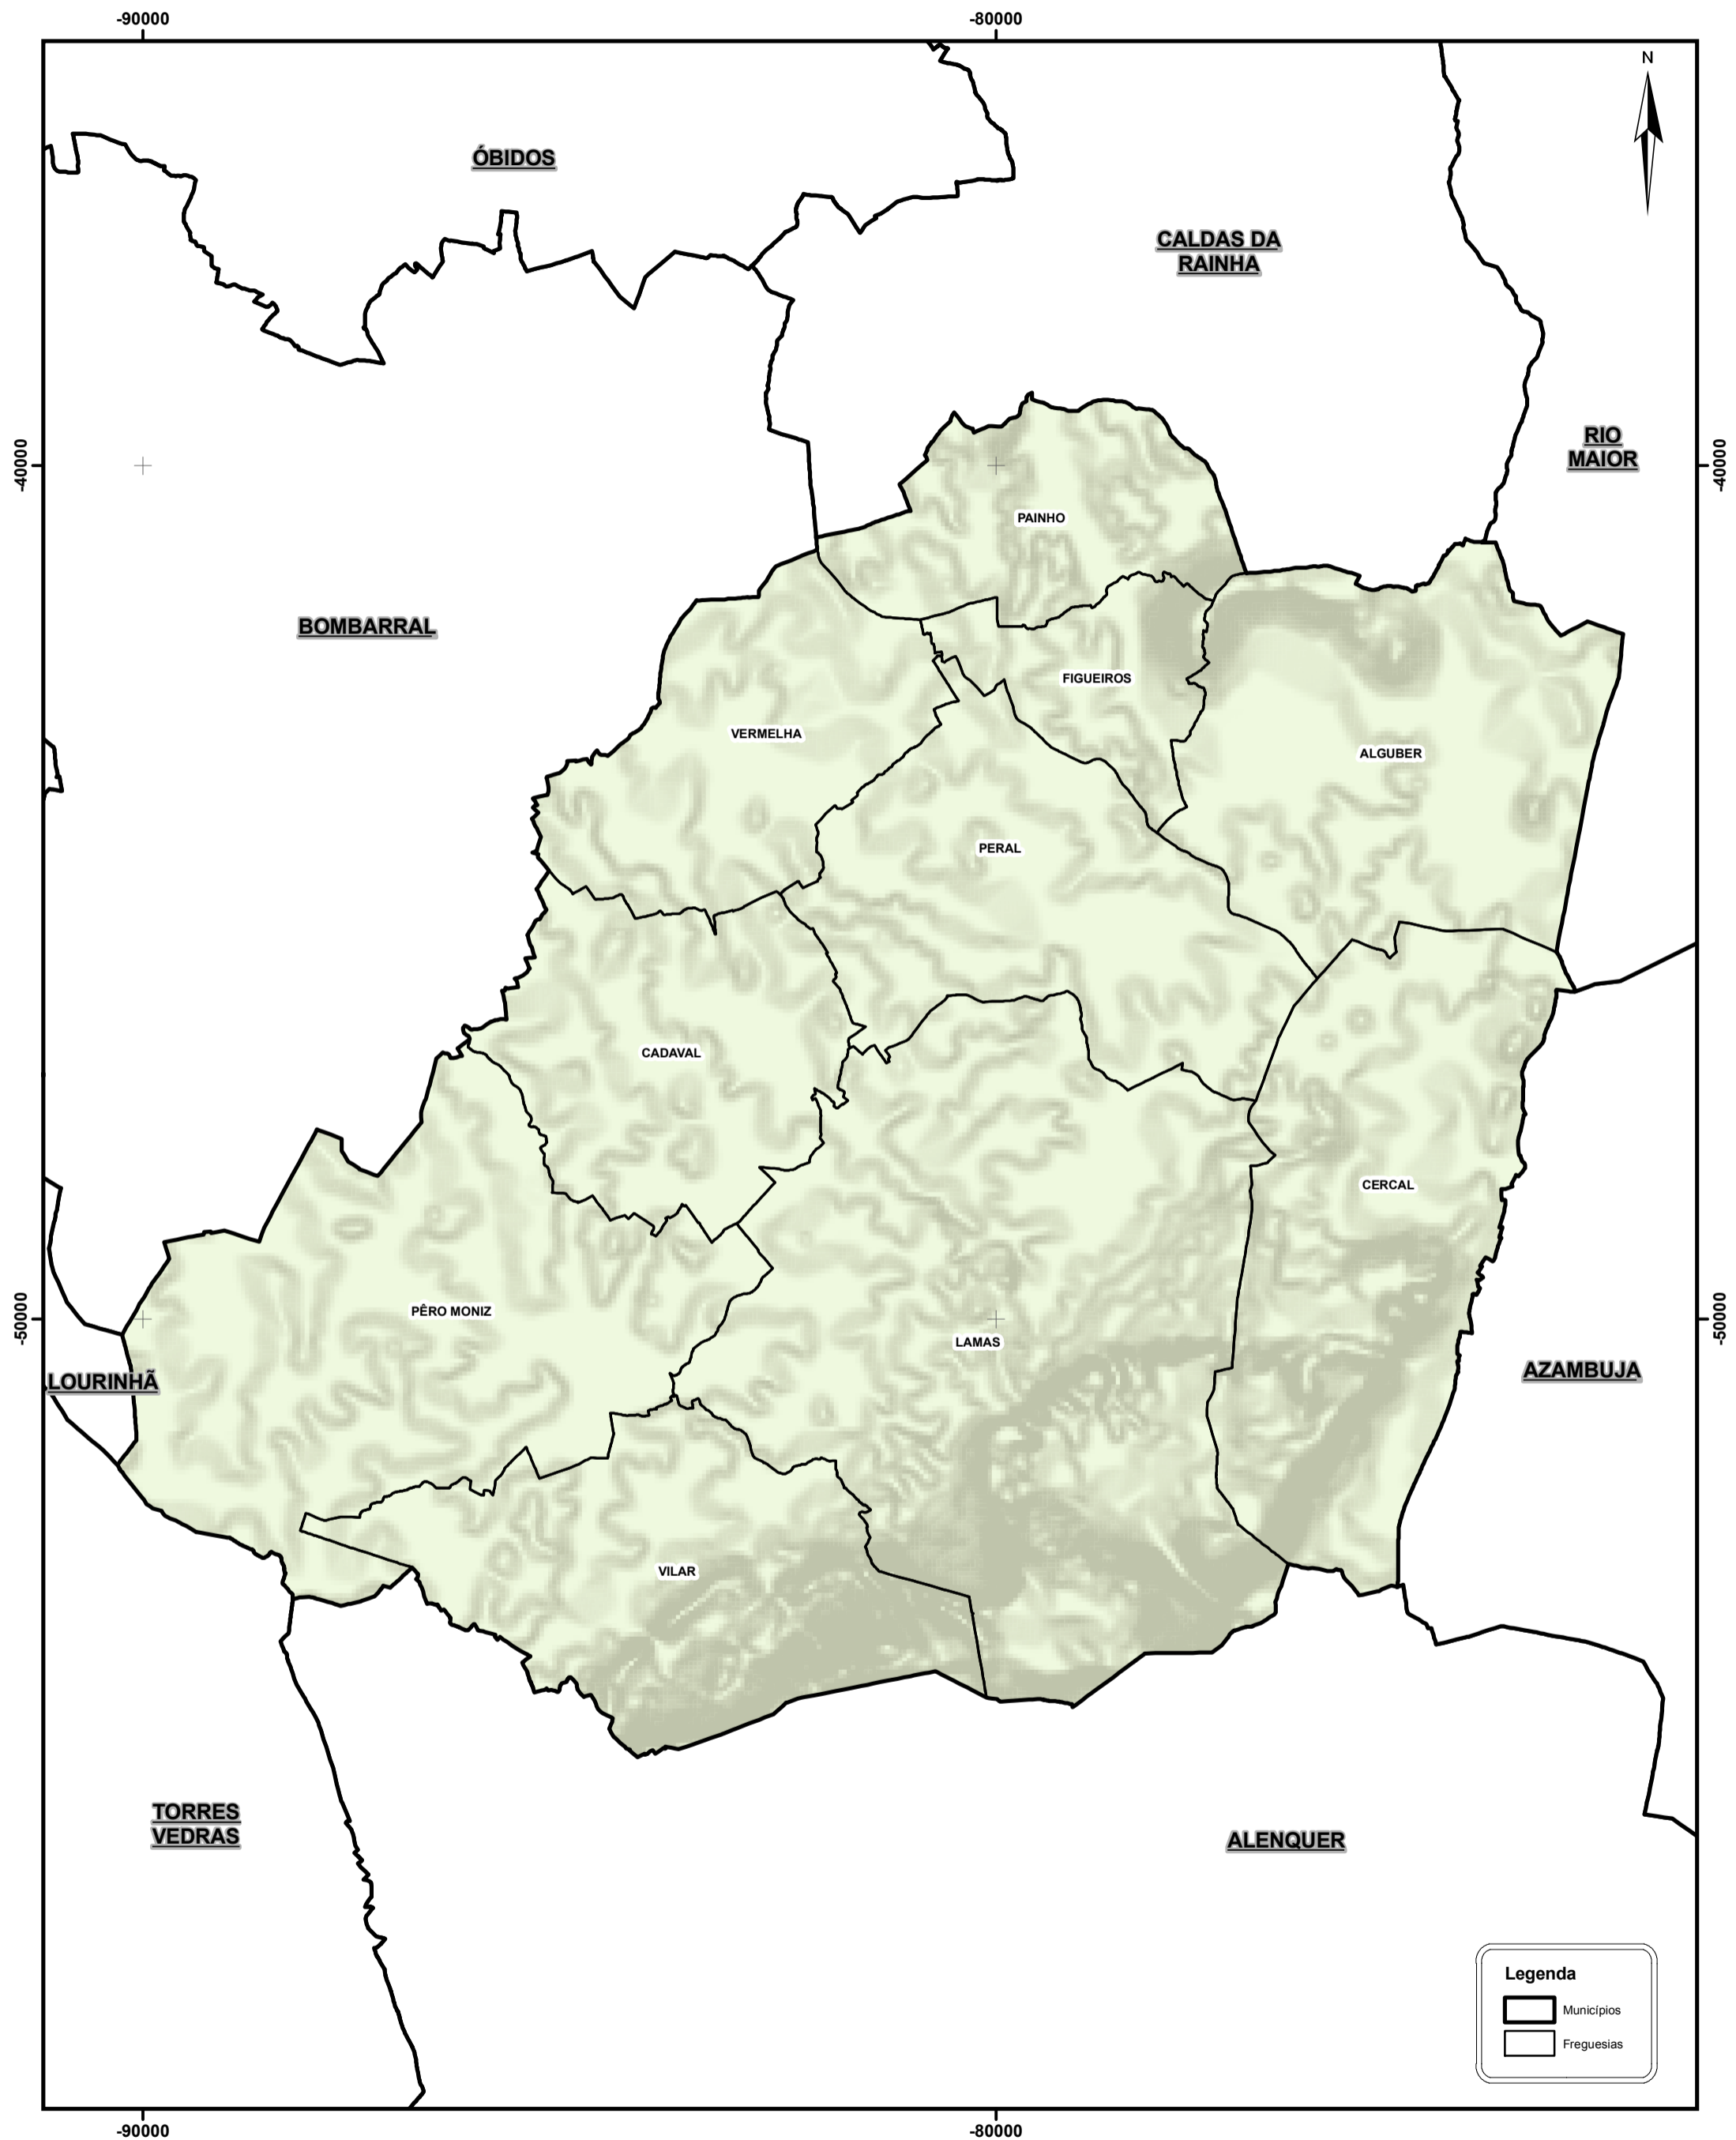 -90000
-80000
N
ÓBIDOS
CALDAS DA
RAINHA
RIO
MAIOR
-40000
-40000
PAINHO
BOMBARRAL
FIGUEIROS
VERMELHA
ALGUBER
PERAL
CADAVAL
CERCAL
PÊRO MONIZ
-50000
-50000
LAMAS
LOURINHÃ
AZAMBUJA
VILAR
TORRES
VEDRAS
ALENQUER
Legenda
Municípios
Freguesias
-90000
-80000